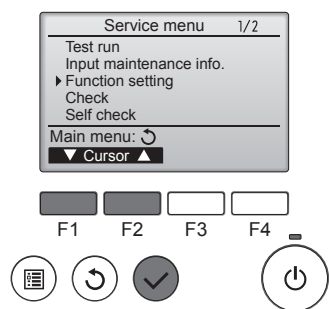 Service menu 1/2
Test run
Input maintenance info.
Function setting
Check
Self check
Main menu:
▼ Cursor ▲
F1 F2 F3 F4